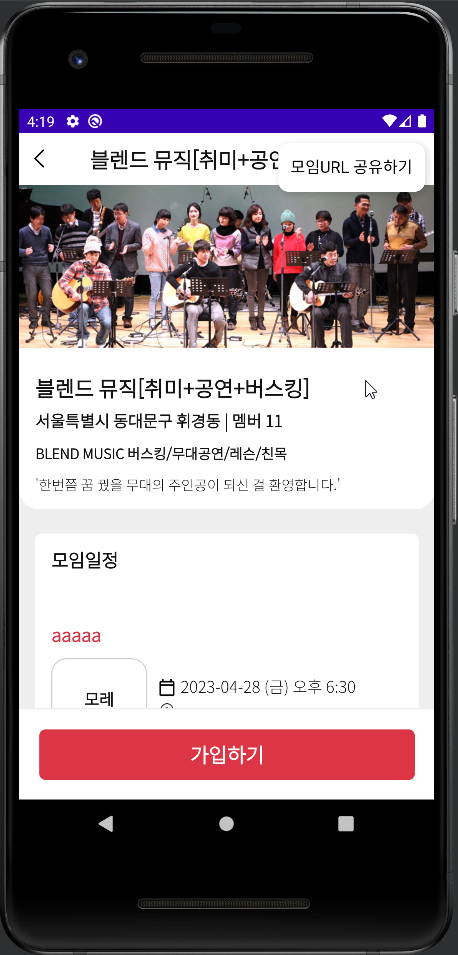 4:19
블렌드 뮤직[취미+공연
모임URL 공유하기
블렌드 뮤직[취미+공연+버스킹]
서울특별시 동대문구 휘경동 | 멤버 11
BLEND MUSIC 버스킹/무대공연/레슨/친목
'한번쯤 꿈 꿨을 무대의 주인공이 되신 걸 환영합니다.'
모임일정
aaaaa
모레
2023-04-28 (금) 오후 6:30
가입하기